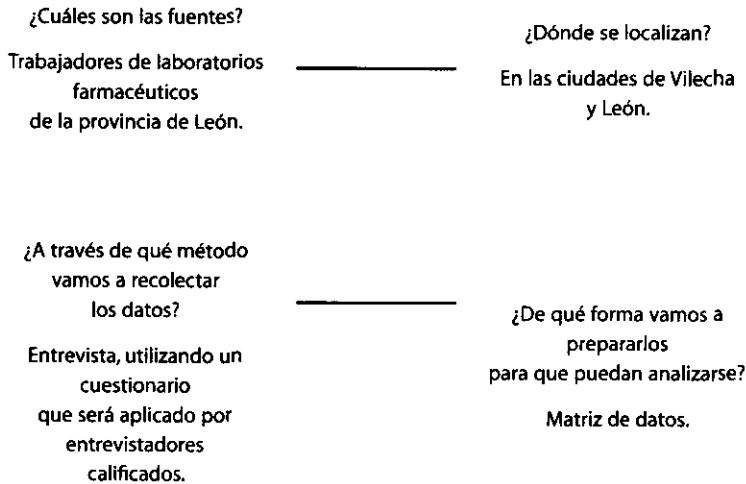 ¿Cuáles son las fuentes?
Trabajadores de laboratorios
farmacéuticos
de la provincia de León.
¿Dónde se localizan?
En las ciudades de Vilecha
y León.
¿A través de qué método
vamos a recolectar
los datos?
Entrevista, utilizando un
cuestionario
que será aplicado por
entrevistadores
calificados.
¿De qué forma vamos a
prepararlos
para que puedan analizarse?
Matriz de datos.